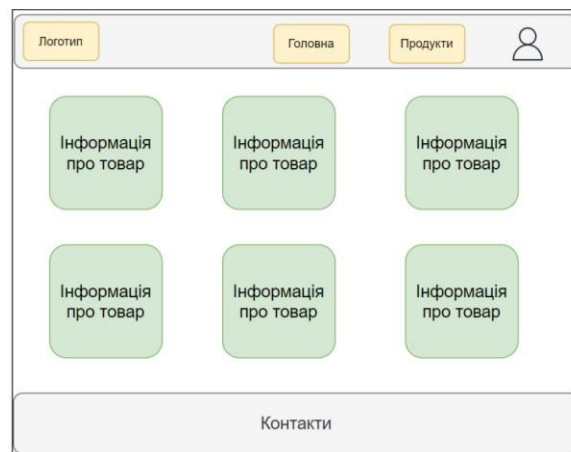 Логотип
Головна
Продукти
Інформація
про товар
Інформація
про товар
Інформація
про товар
Інформація
про товар
Інформація
про товар
Інформація
про товар
Контакти